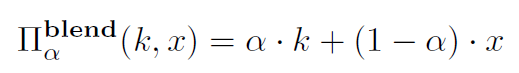 Π_α^blend(k, x) = α · k + (1 − α) · x